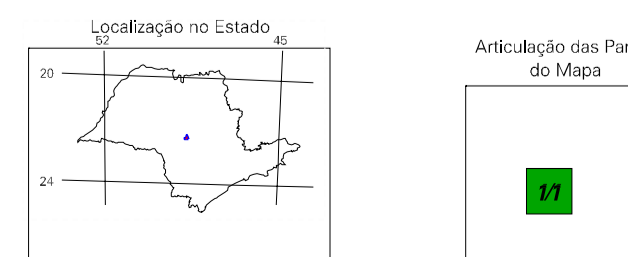 Localização no Estado
52 45
20
24
Articulação das Par
do Mapa
1/1